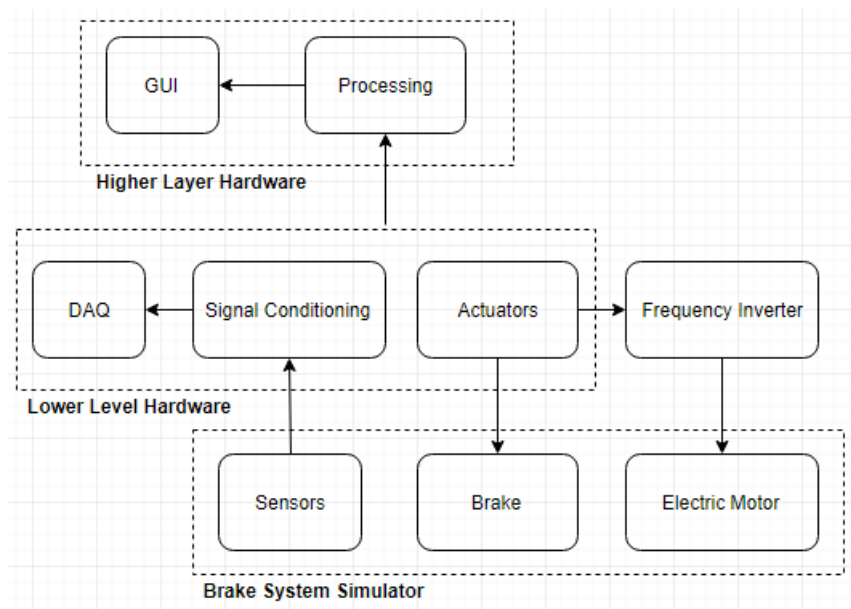 GUI
Processing
Higher Layer Hardware
DAQ
Signal Conditioning
Actuators
Frequency Inverter
Lower Level Hardware
Sensors
Brake
Electric Motor
Brake System Simulator